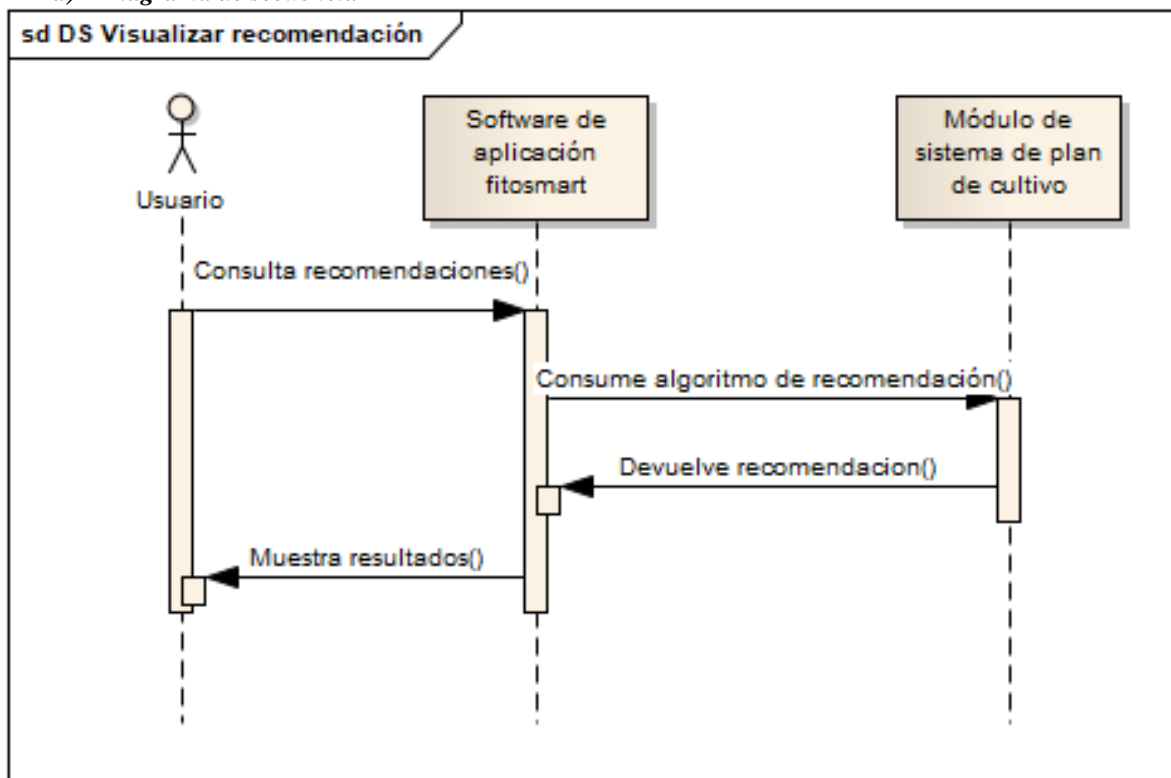 sd DS Visualizar recomendación
Usuario
Software de
aplicación
fitosmart
Módulo de
sistema de plan
de cultivo
Consulta recomendaciones()
Consume algoritmo de recomendación()
Devuelve recomendacion()
Muestra resultados()